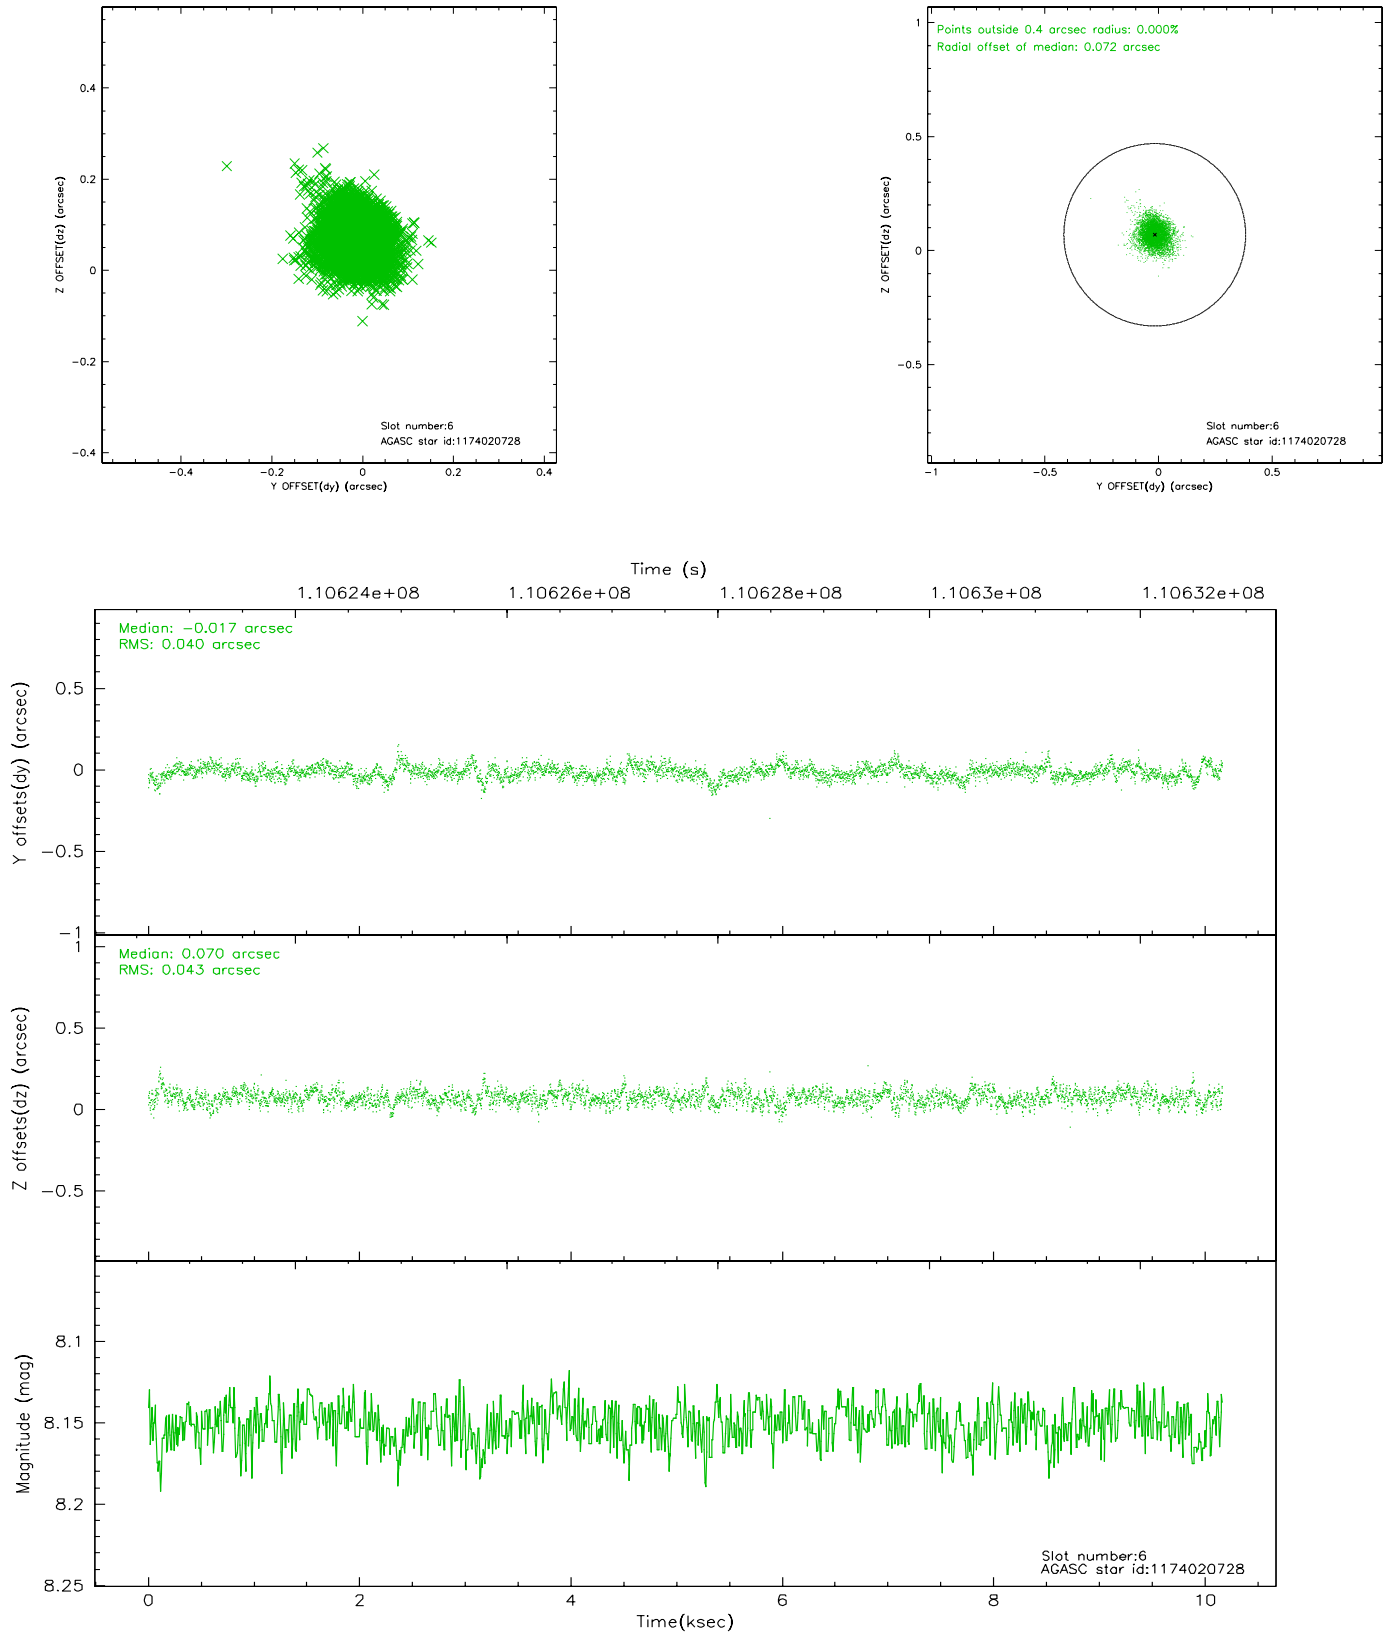 0.4
0.2
0
−0.2
−0.4
Z OFFSET(dz) (arcsec)
Slot number:6
AGASC star id:1174020728
−0.4 −0.2 0 0.2 0.4
Y OFFSET(dy) (arcsec)
Points outside 0.4 arcsec radius: 0.000%
Radial offset of median: 0.072 arcsec
1
0.5
0
−0.5
Z OFFSET(dz) (arcsec)
Slot number:6
AGASC star id:1174020728
−1 −0.5 0 0.5
Y OFFSET(dy) (arcsec)
Time (s)
1.10624e+08 1.10626e+08 1.10628e+08 1.1063e+08 1.10632e+08
Median: −0.017 arcsec
RMS: 0.040 arcsec
0.5
0
−0.5
−1
Y offsets(dy) (arcsec)
Median: 0.070 arcsec
RMS: 0.043 arcsec
1
0.5
0
−0.5
Z offsets(dz) (arcsec)
8.1
8.15
8.2
8.25
Magnitude (mag)
Slot number:6
AGASC star id:1174020728
0 2 4 6 8 10
Time(ksec)